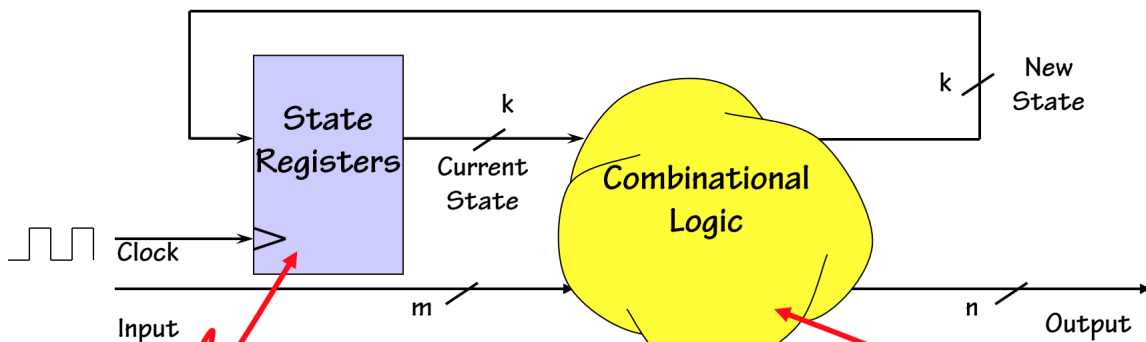 k
New
State
State
Registers
k
Current
State
Combinational
Logic
Clock
m
n
Input
Output